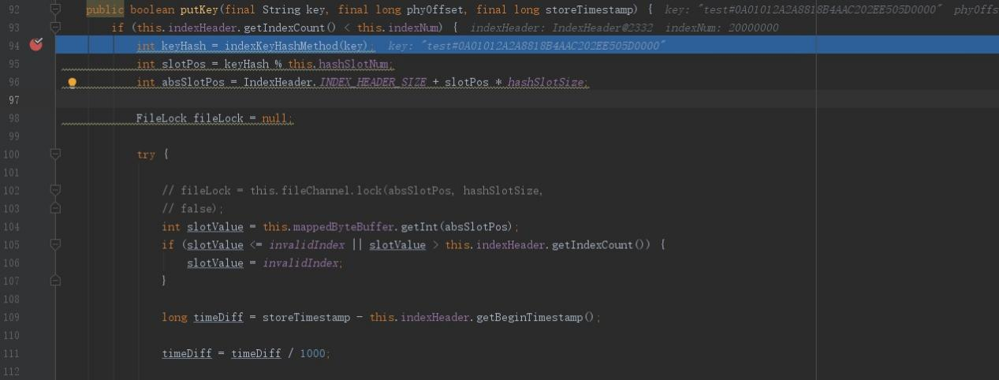 92 public boolean putKey(final String key, final long phyOffset, final long storeTimestamp) { key: "test#0A01012A2A8818B4AAC202EE505D0000" phyOffs
93 if (this.indexHeader.getIndexCount() < this.indexNum) { indexHeader: IndexHeader@2332 indexNum: 20000000
94 int keyHash = indexKeyHashMethod(key); key: "test#0A01012A2A8818B4AAC202EE505D0000"
95 int slotPos = keyHash % this.hashSlotNum;
96 int absSlotPos = IndexHeader.INDEX_HEADER_SIZE + slotPos * hashSlotSize;
97
98 FileLock fileLock = null;
99
100 try {
101
102 // fileLock = this.fileChannel.lock(absSlotPos, hashSlotSize,
103 // false);
104 int slotValue = this.mappedByteBuffer.getInt(absSlotPos);
105 if (slotValue <= invalidIndex || slotValue > this.indexHeader.getIndexCount()) {
106 slotValue = invalidIndex;
107 }
108
109 long timeDiff = storeTimestamp - this.indexHeader.getBeginTimestamp();
110
111 timeDiff = timeDiff / 1000;
112